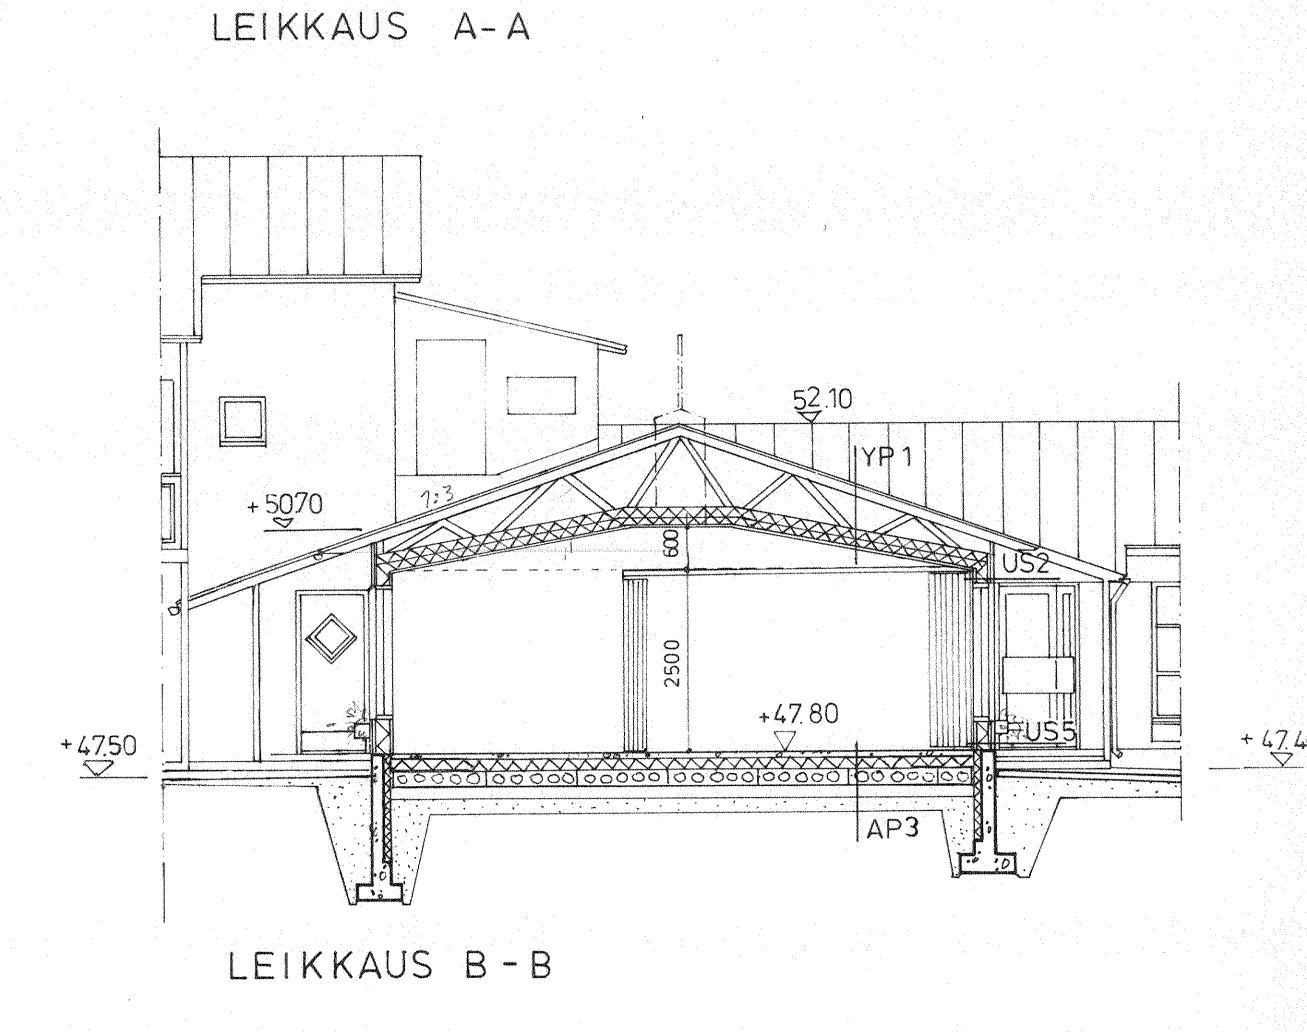 LEIKKAUS A-A
52.10
YP 1
1:3
+50.70
600
US2
2500
+47.80
US5
+47.50
+47.4
AP3
LEIKKAUS B-B